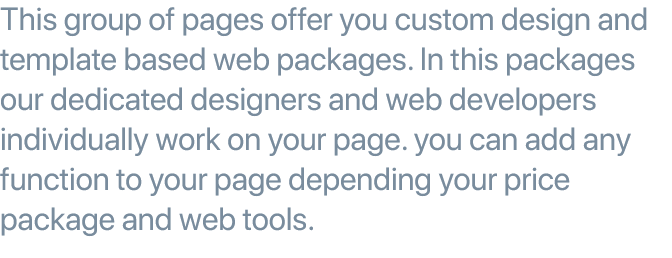 This group of pages offer you custom design and
template based web packages. In this packages
our dedicated designers and web developers
individually work on your page. you can add any
function to your page depending your price
package and web tools.